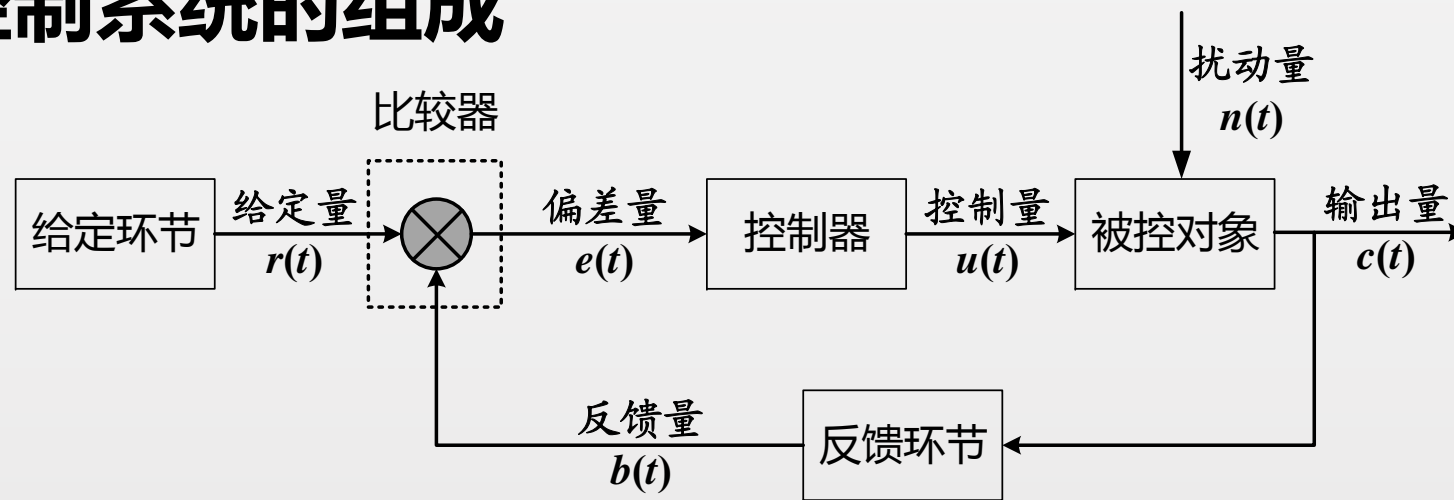 控制系统的组成
扰动量
n(t)
比较器
给定环节
给定量
r(t)
偏差量
e(t)
控制器
控制量
u(t)
被控对象
输出量
c(t)
反馈量
b(t)
反馈环节